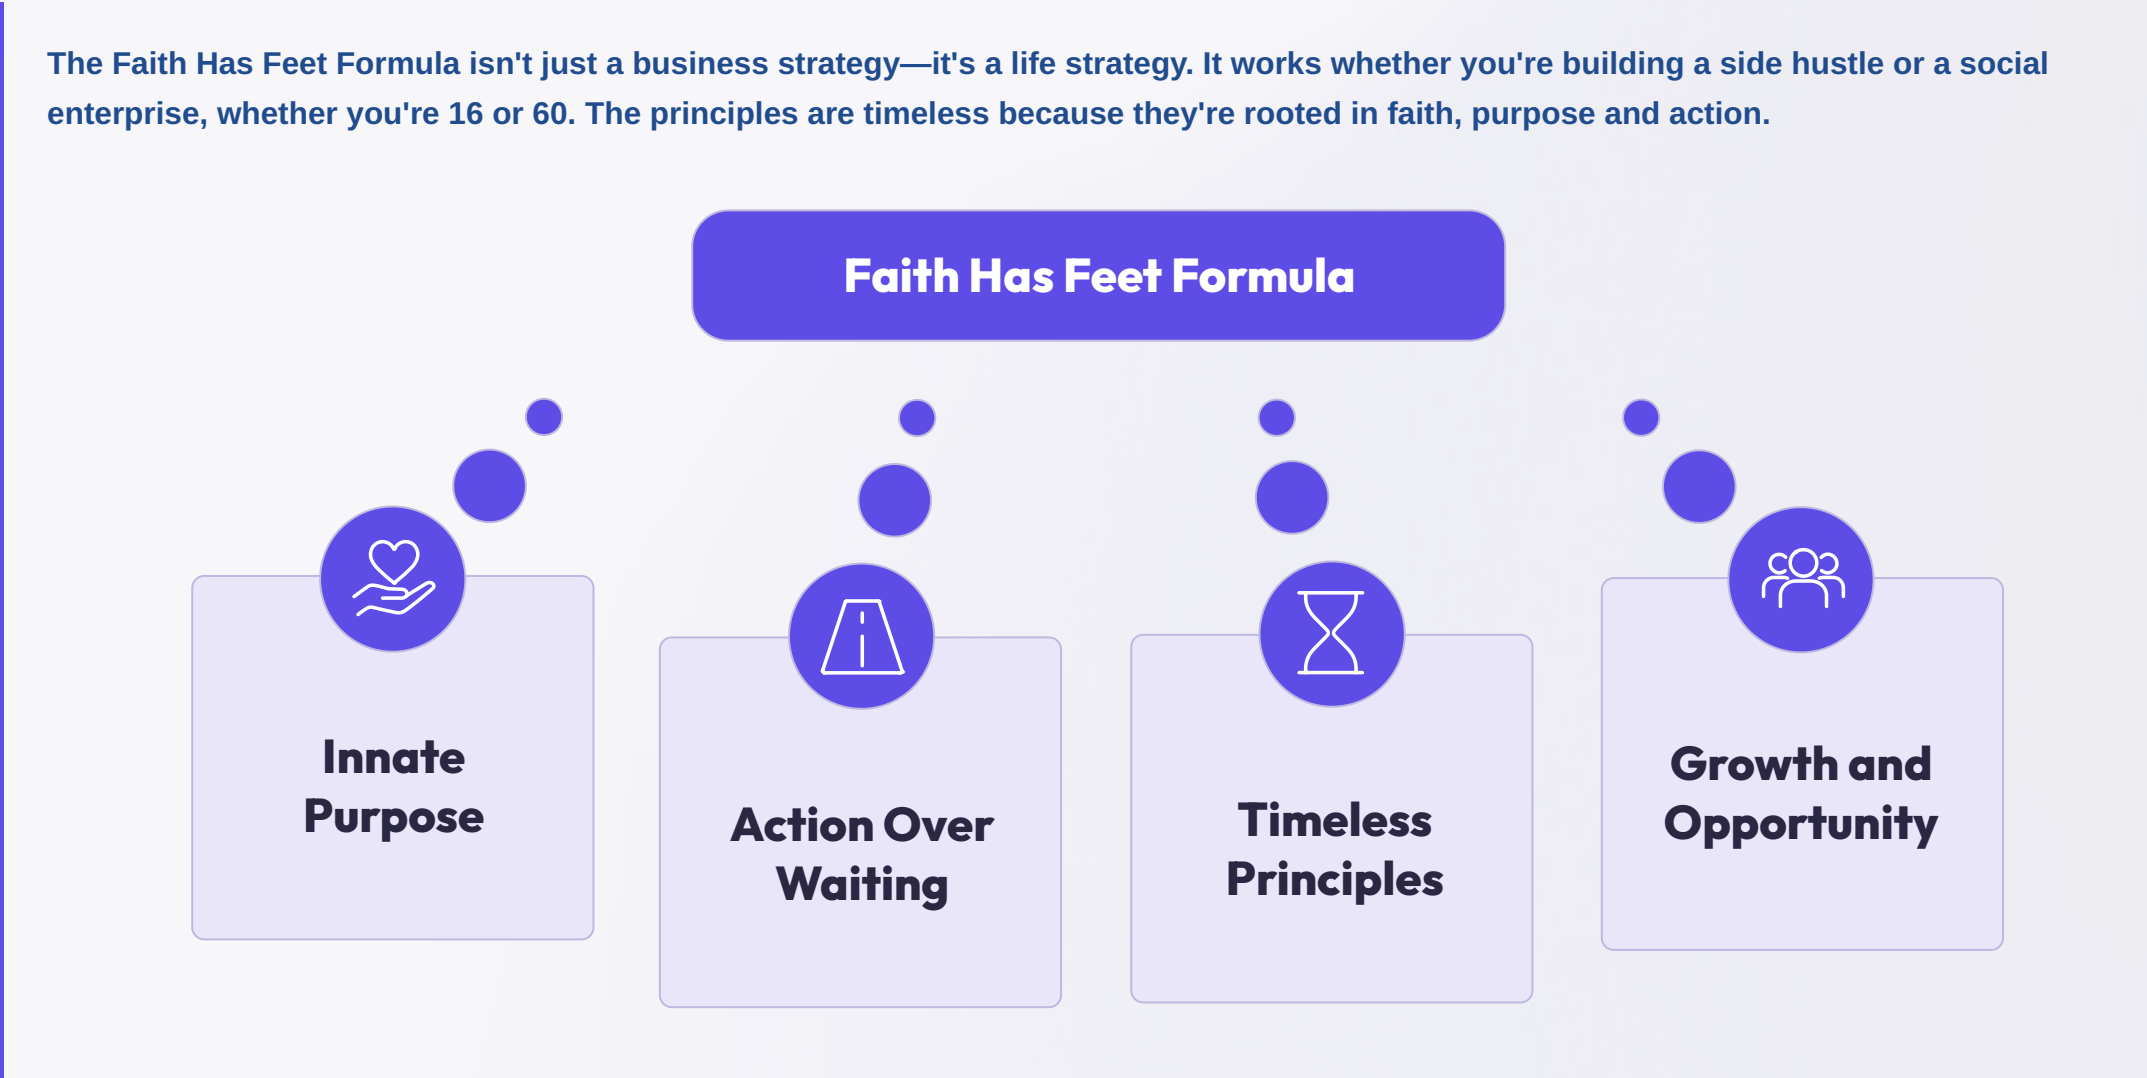 The Faith Has Feet Formula isn't just a business strategy—it's a life strategy. It works whether you're building a side hustle or a social
enterprise, whether you're 16 or 60. The principles are timeless because they're rooted in faith, purpose and action.
Faith Has Feet Formula
Innate
Purpose
Action Over
Waiting
Timeless
Principles
Growth and
Opportunity